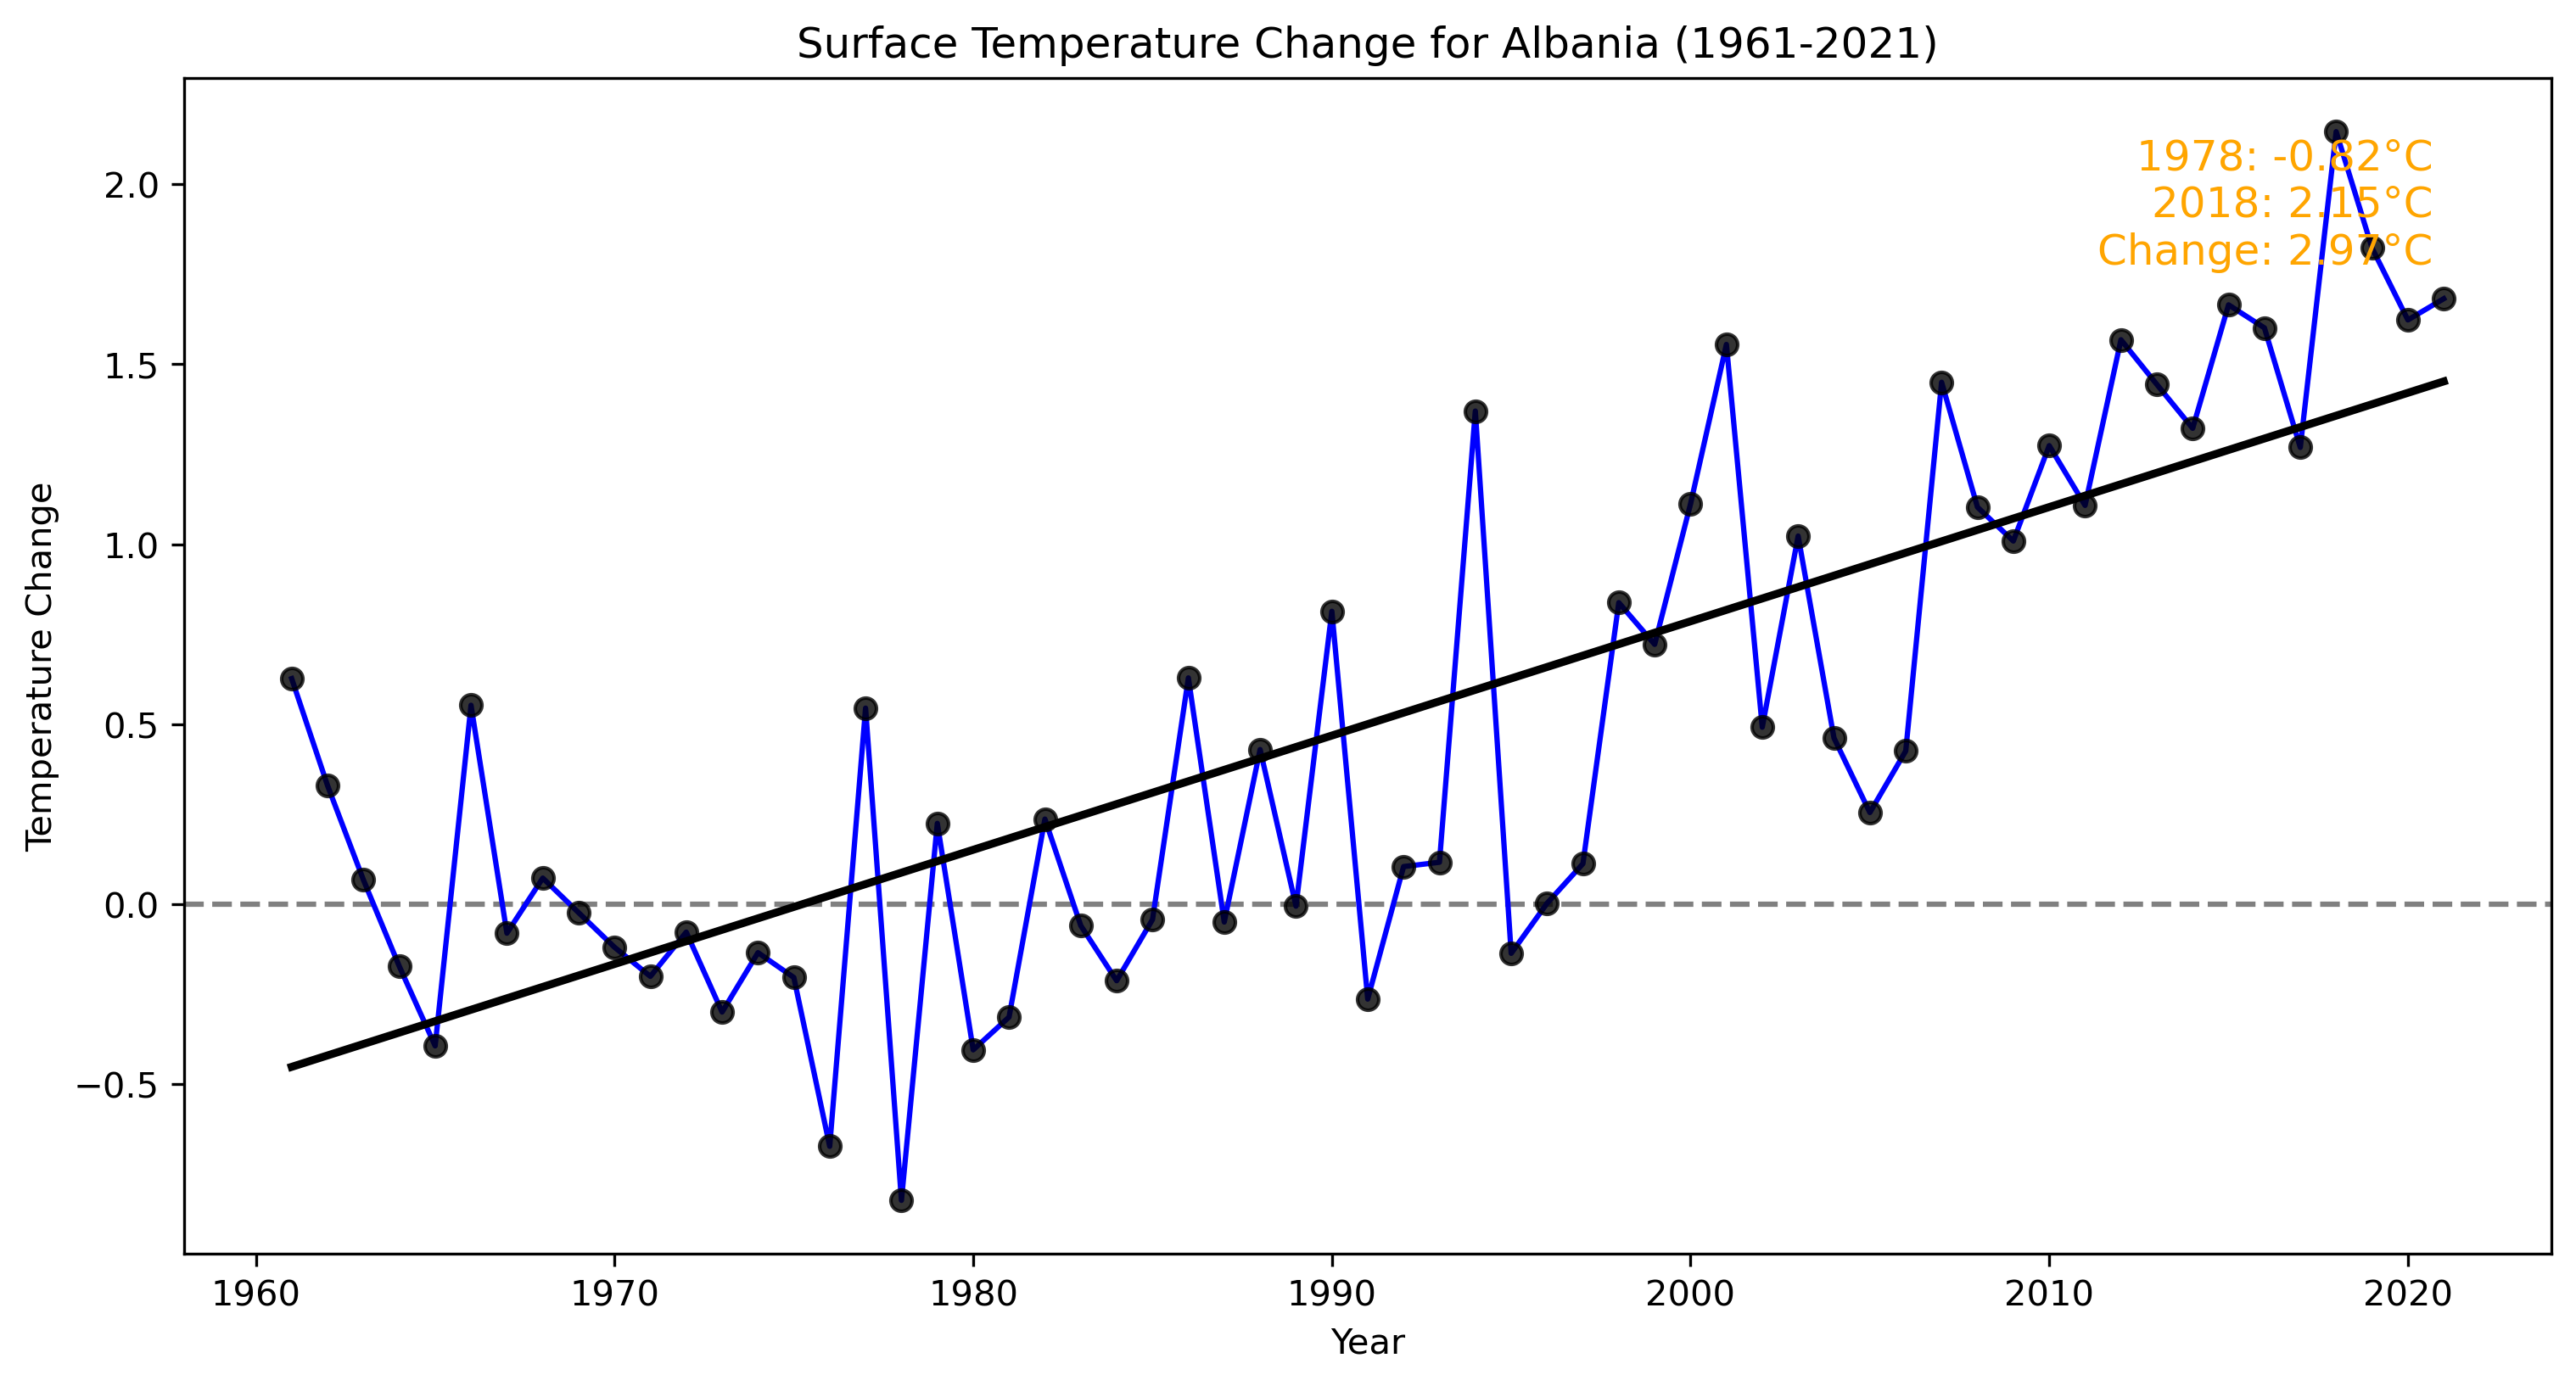 Surface Temperature Change for Albania (1961-2021)
1978: -0.82°C
2018: 2.15°C
Change: 2.97°C
2.0
1.5
1.0
0.5
0.0
−0.5
Temperature Change
1960 1970 1980 1990 2000 2010 2020
Year